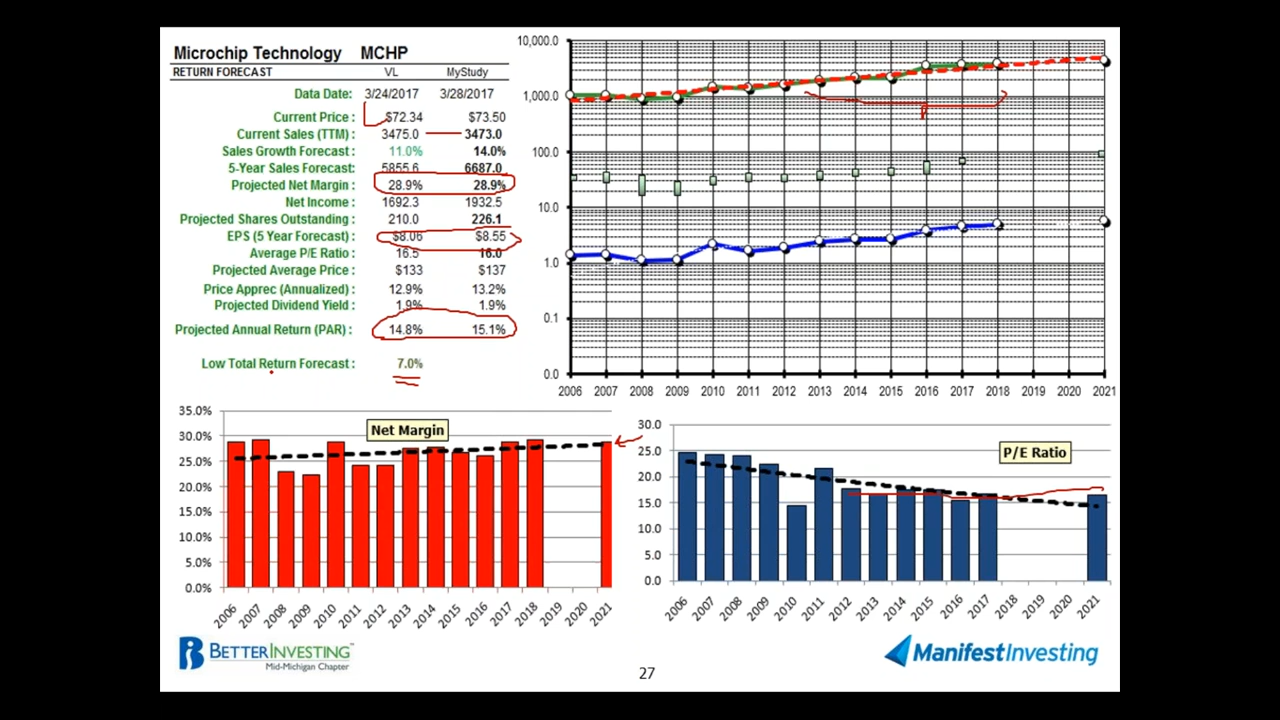 Microchip Technology MCHP
RETURN FORECAST VL MyStudy
Data Date: 3/24/2017 3/28/2017
Current Price : $72.34 $73.50
Current Sales (TTM) : 3475.0 3473.0
Sales Growth Forecast : 11.0% 14.0%
5-Year Sales Forecast: 5855.6 6687.0
Projected Net Margin : 28.9% 28.9%
Net Income : 1692.3 1932.5
Projected Shares Outstanding : 210.0 226.1
EPS (5 Year Forecast) : $8.06 $8.55
Average P/E Ratio : 16.5 16.0
Projected Average Price : $133 $137
Price Apprec (Annualized) : 12.9% 13.2%
Projected Dividend Yield : 1.9% 1.9%
Projected Annual Return (PAR) : 14.8% 15.1%
Low Total Return Forecast : 7.0%
10,000.0
1,000.0
100.0
10.0
1.0
0.1
0.0
2006 2007 2008 2009 2010 2011 2012 2013 2014 2015 2016 2017 2018 2019 2020 2021
Net Margin
35.0%
30.0%
25.0%
20.0%
15.0%
10.0%
5.0%
0.0%
2006 2007 2008 2009 2010 2011 2012 2013 2014 2015 2016 2017 2018 2019 2020 2021
P/E Ratio
30.0
25.0
20.0
15.0
10.0
5.0
0.0
2006 2007 2008 2009 2010 2011 2012 2013 2014 2015 2016 2017 2018 2019 2020 2021
BETTERINVESTING™
Mid-Michigan Chapter
27
ManifestInvesting